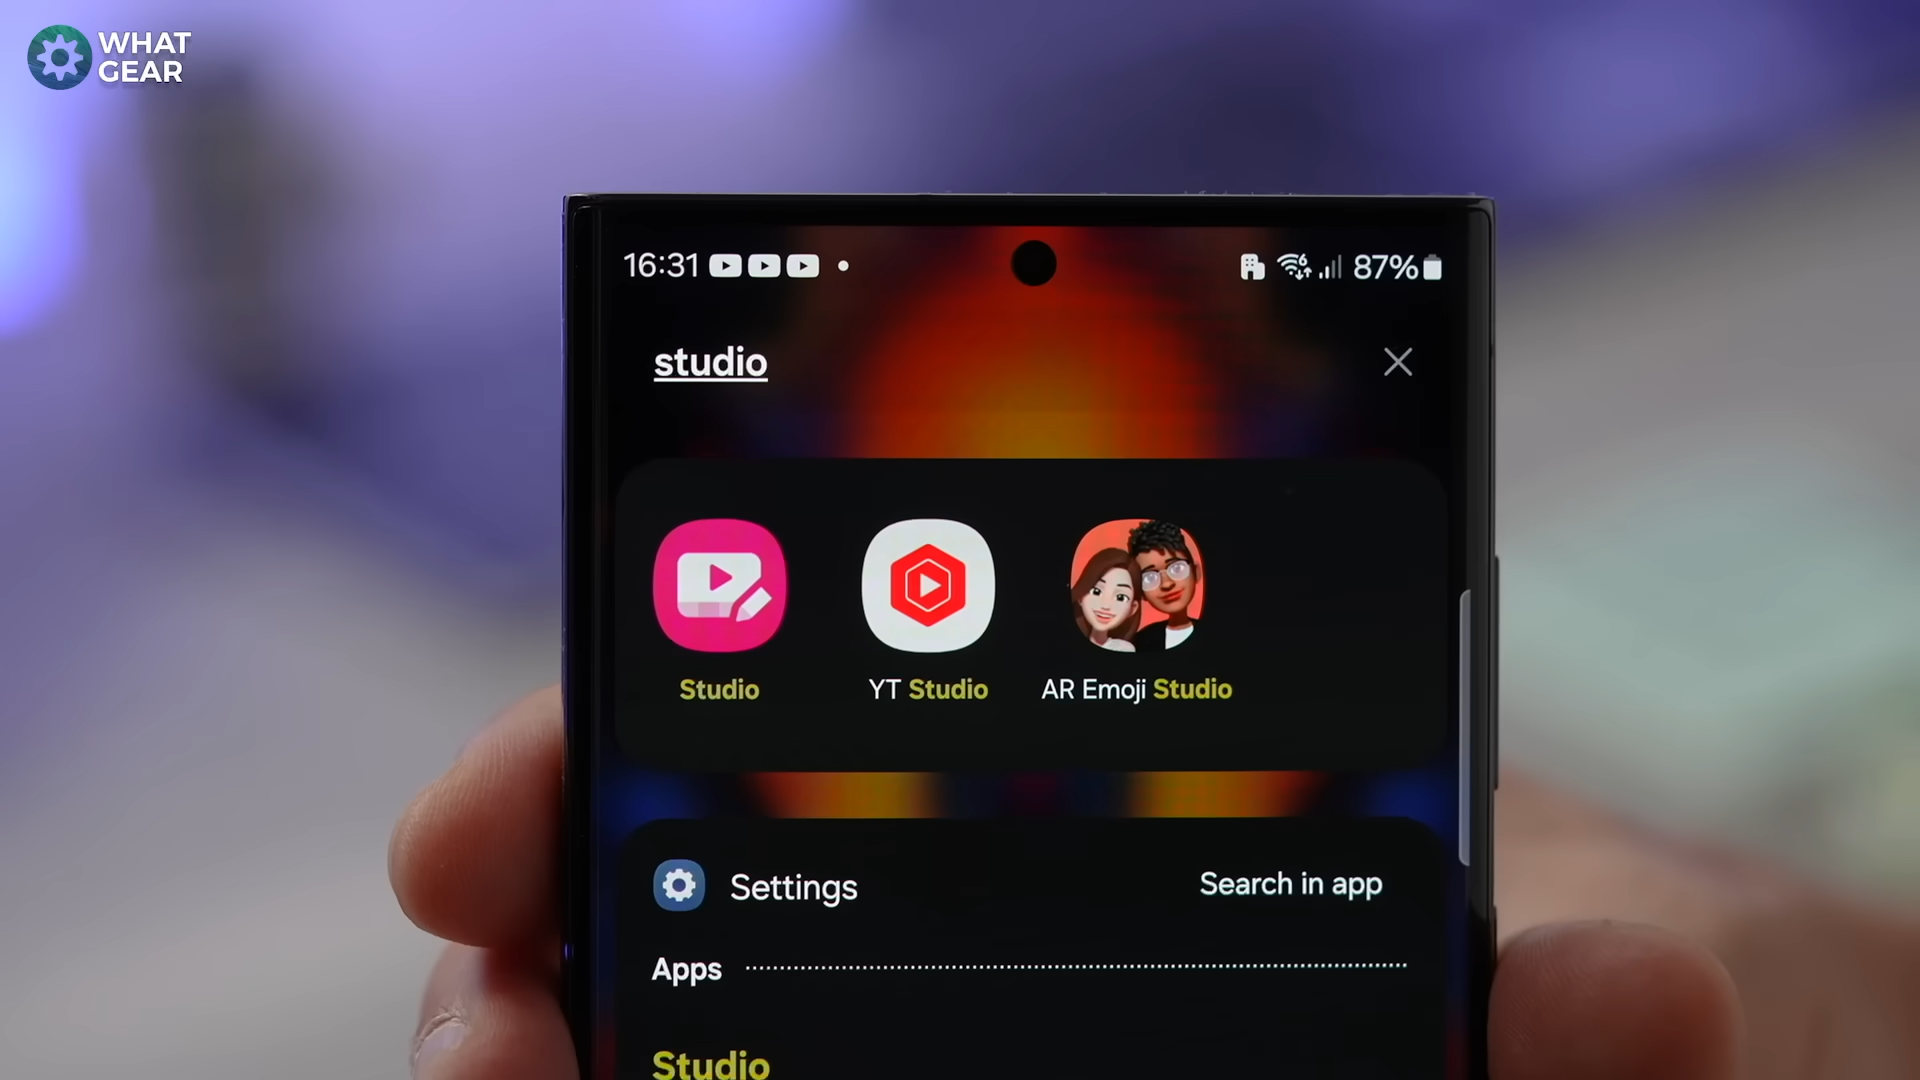 WHAT
GEAR
16:31
87%
studio
Studio
YT Studio
AR Emoji Studio
Settings
Search in app
Apps
Studio